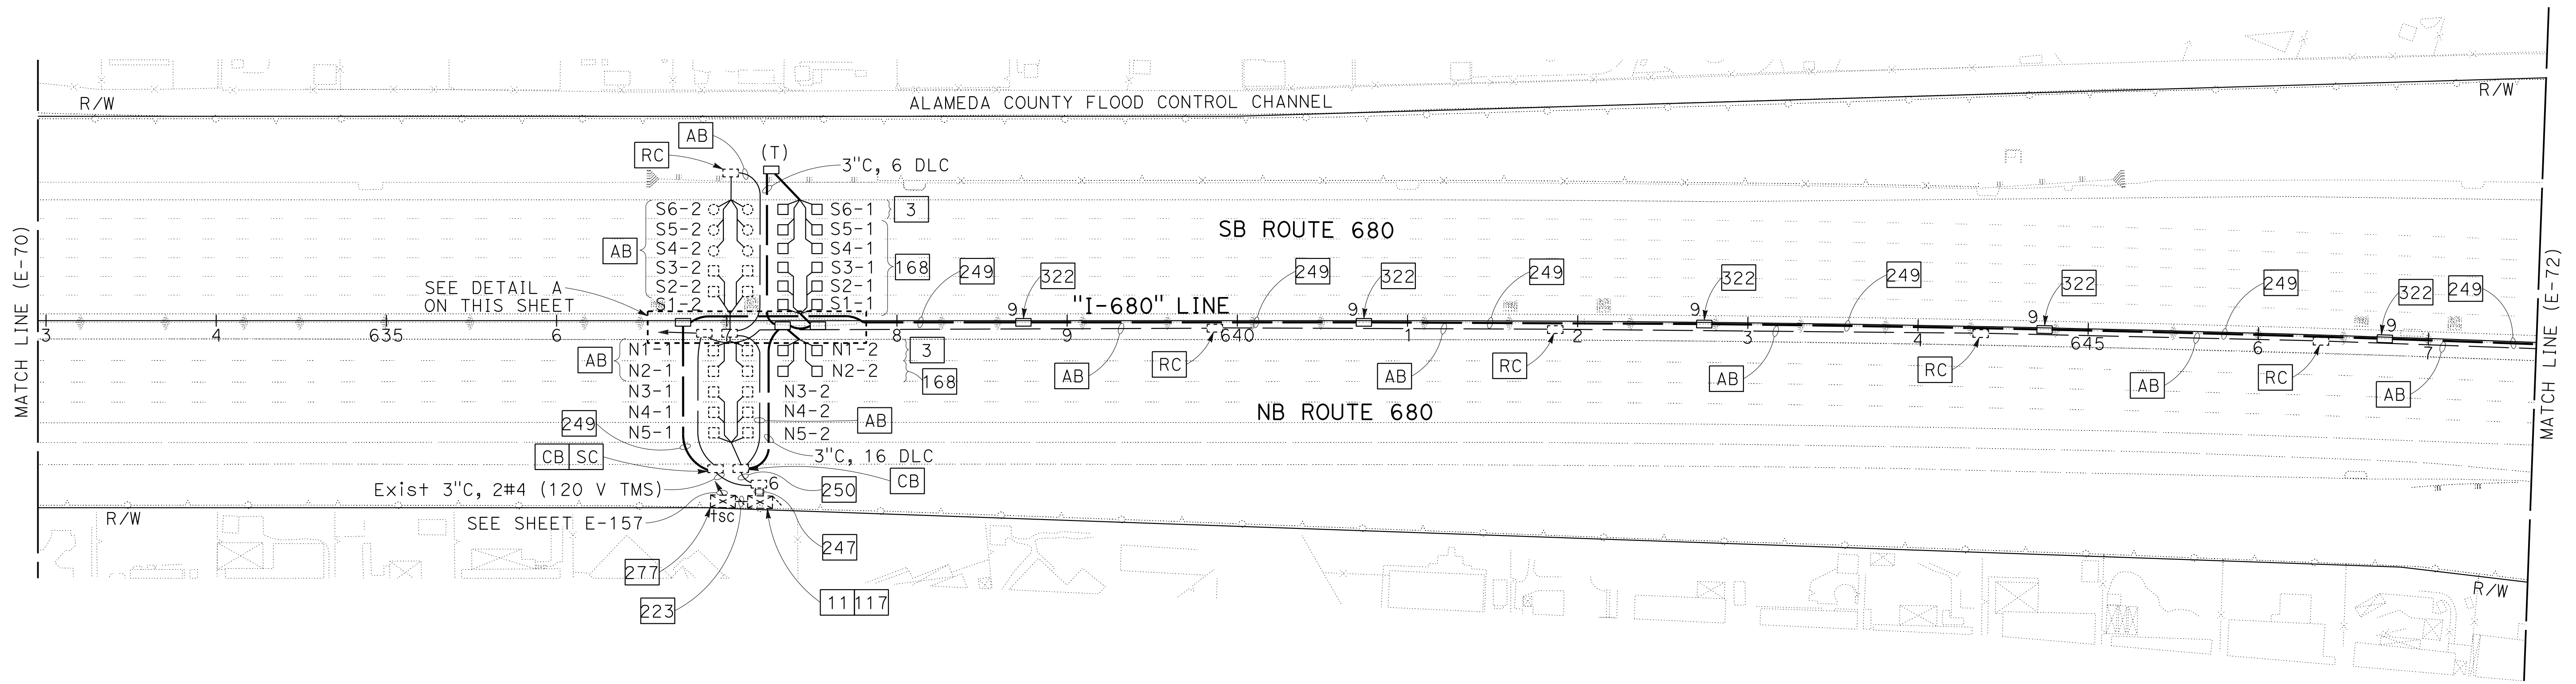 R/W
ALAMEDA COUNTY FLOOD CONTROL CHANNEL
R/W
AB
RC
(T)
3"C, 6 DLC
S6-2
S6-1
3
S5-2
S5-1
S4-2
S4-1
AB
S3-2
S3-1
168
S2-2
S2-1
S1-2
S1-1
SB ROUTE 680
MATCH LINE (E-70)
MATCH LINE (E-72)
SEE DETAIL A
ON THIS SHEET
249
9
322
"I-680" LINE
249
9
322
249
9
322
249
9
322
249
9
322
249
3
4
635
6
7
8
9
640
1
2
3
4
645
6
7
AB
N1-1
N1-2
3
N2-1
N2-2
168
N3-1
N3-2
N4-1
N4-2
N5-1
N5-2
AB
RC
AB
RC
AB
RC
AB
RC
AB
NB ROUTE 680
249
AB
3"C, 16 DLC
CB SC
CB
Exist 3"C, 2#4 (120 V TMS)
6
250
R/W
SEE SHEET E-157
tsc
247
277
11 117
223
R/W